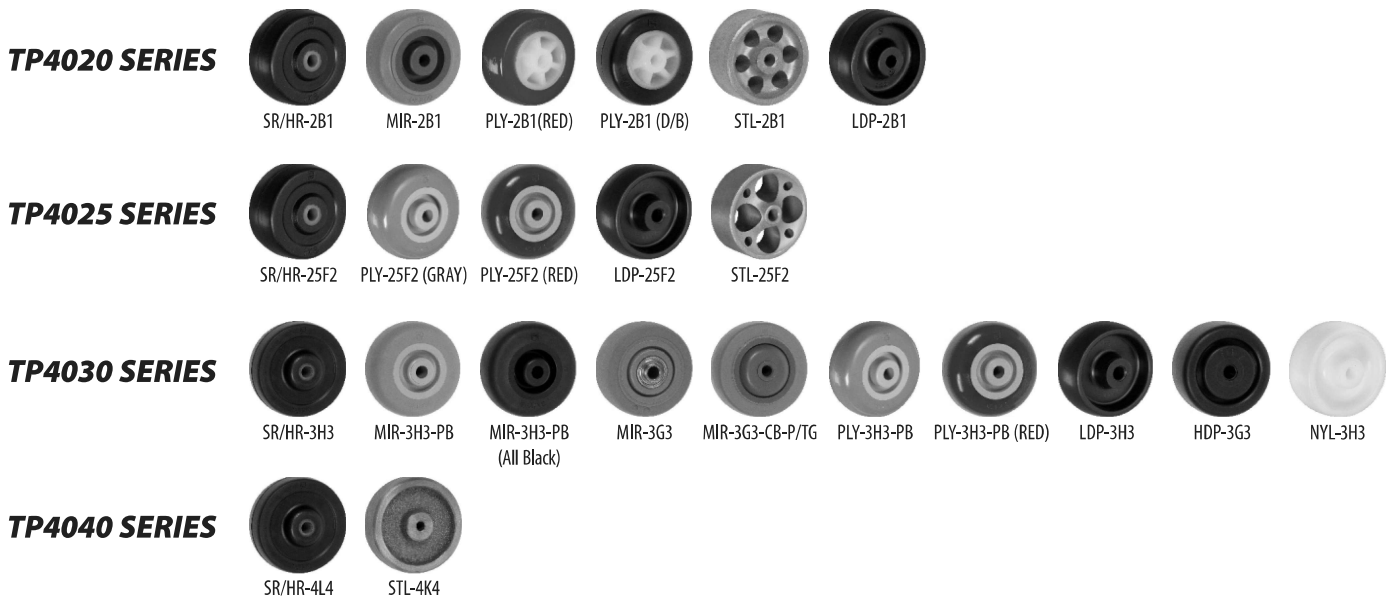 TP4020 SERIES
SR/HR-2B1 MIR-2B1 PLY-2B1(RED) PLY-2B1 (D/B) STL-2B1 LDP-2B1
TP4025 SERIES
SR/HR-25F2 PLY-25F2 (GRAY) PLY-25F2 (RED) LDP-25F2 STL-25F2
TP4030 SERIES
SR/HR-3H3 MIR-3H3-PB MIR-3H3-PB MIR-3G3 MIR-3G3-CB-P/TG PLY-3H3-PB PLY-3H3-PB (RED) LDP-3H3 HDP-3G3 NYL-3H3
(All Black)
TP4040 SERIES
SR/HR-4L4 STL-4K4